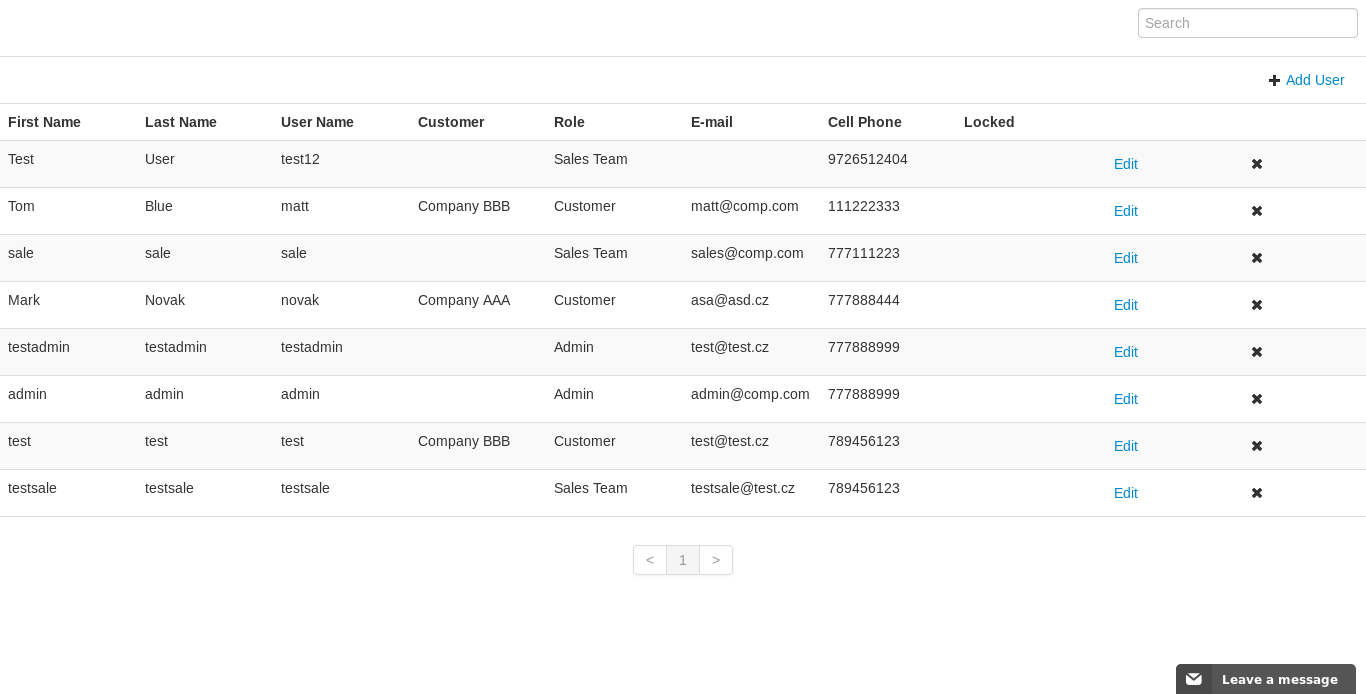 Search
Add User
First Name Last Name User Name Customer Role E-mail Cell Phone Locked
Test User test12 Sales Team 9726512404 Edit
Tom Blue matt Company BBB Customer matt@comp.com 111222333 Edit
sale sale sale Sales Team sales@comp.com 777111223 Edit
Mark Novak novak Company AAA Customer asa@asd.cz 777888444 Edit
testadmin testadmin testadmin Admin test@test.cz 777888999 Edit
admin admin admin Admin admin@comp.com 777888999 Edit
test test test Company BBB Customer test@test.cz 789456123 Edit
testsale testsale testsale Sales Team testsale@test.cz 789456123 Edit
< 1 >
Leave a message